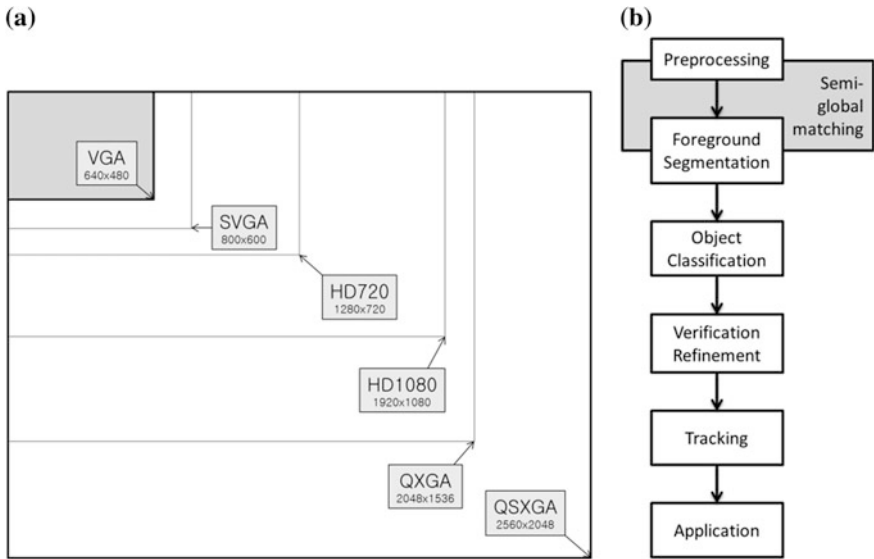 (a)
VGA
640x480
SVGA
800x600
HD720
1280x720
HD1080
1920x1080
QXGA
2048x1536
QSXGA
2560x2048
(b)
Preprocessing
Semi-
global
matching
Foreground
Segmentation
Object
Classification
Verification
Refinement
Tracking
Application